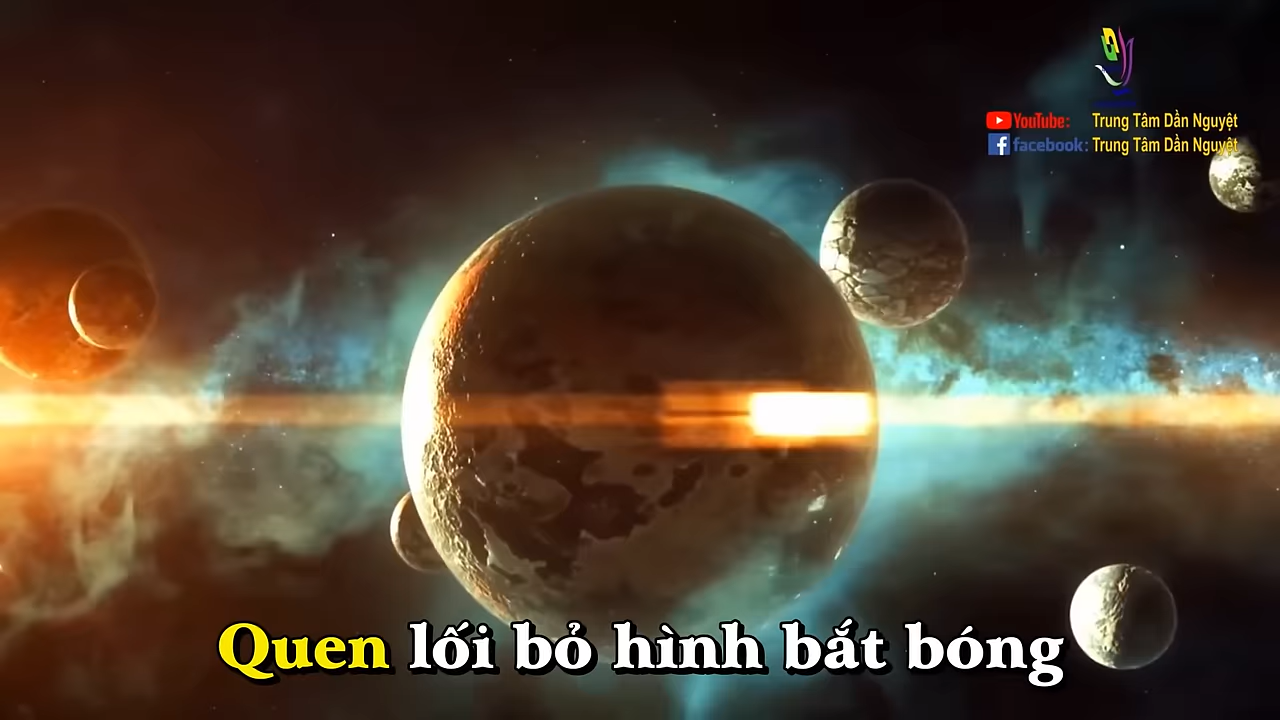 YouTube: Trung Tâm Dần Nguyệt
facebook: Trung Tâm Dần Nguyệt
Quen lối bỏ hình bắt bóng